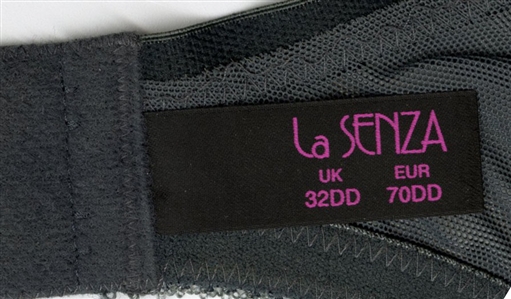 La SENZA
UK EUR
32DD 70DD